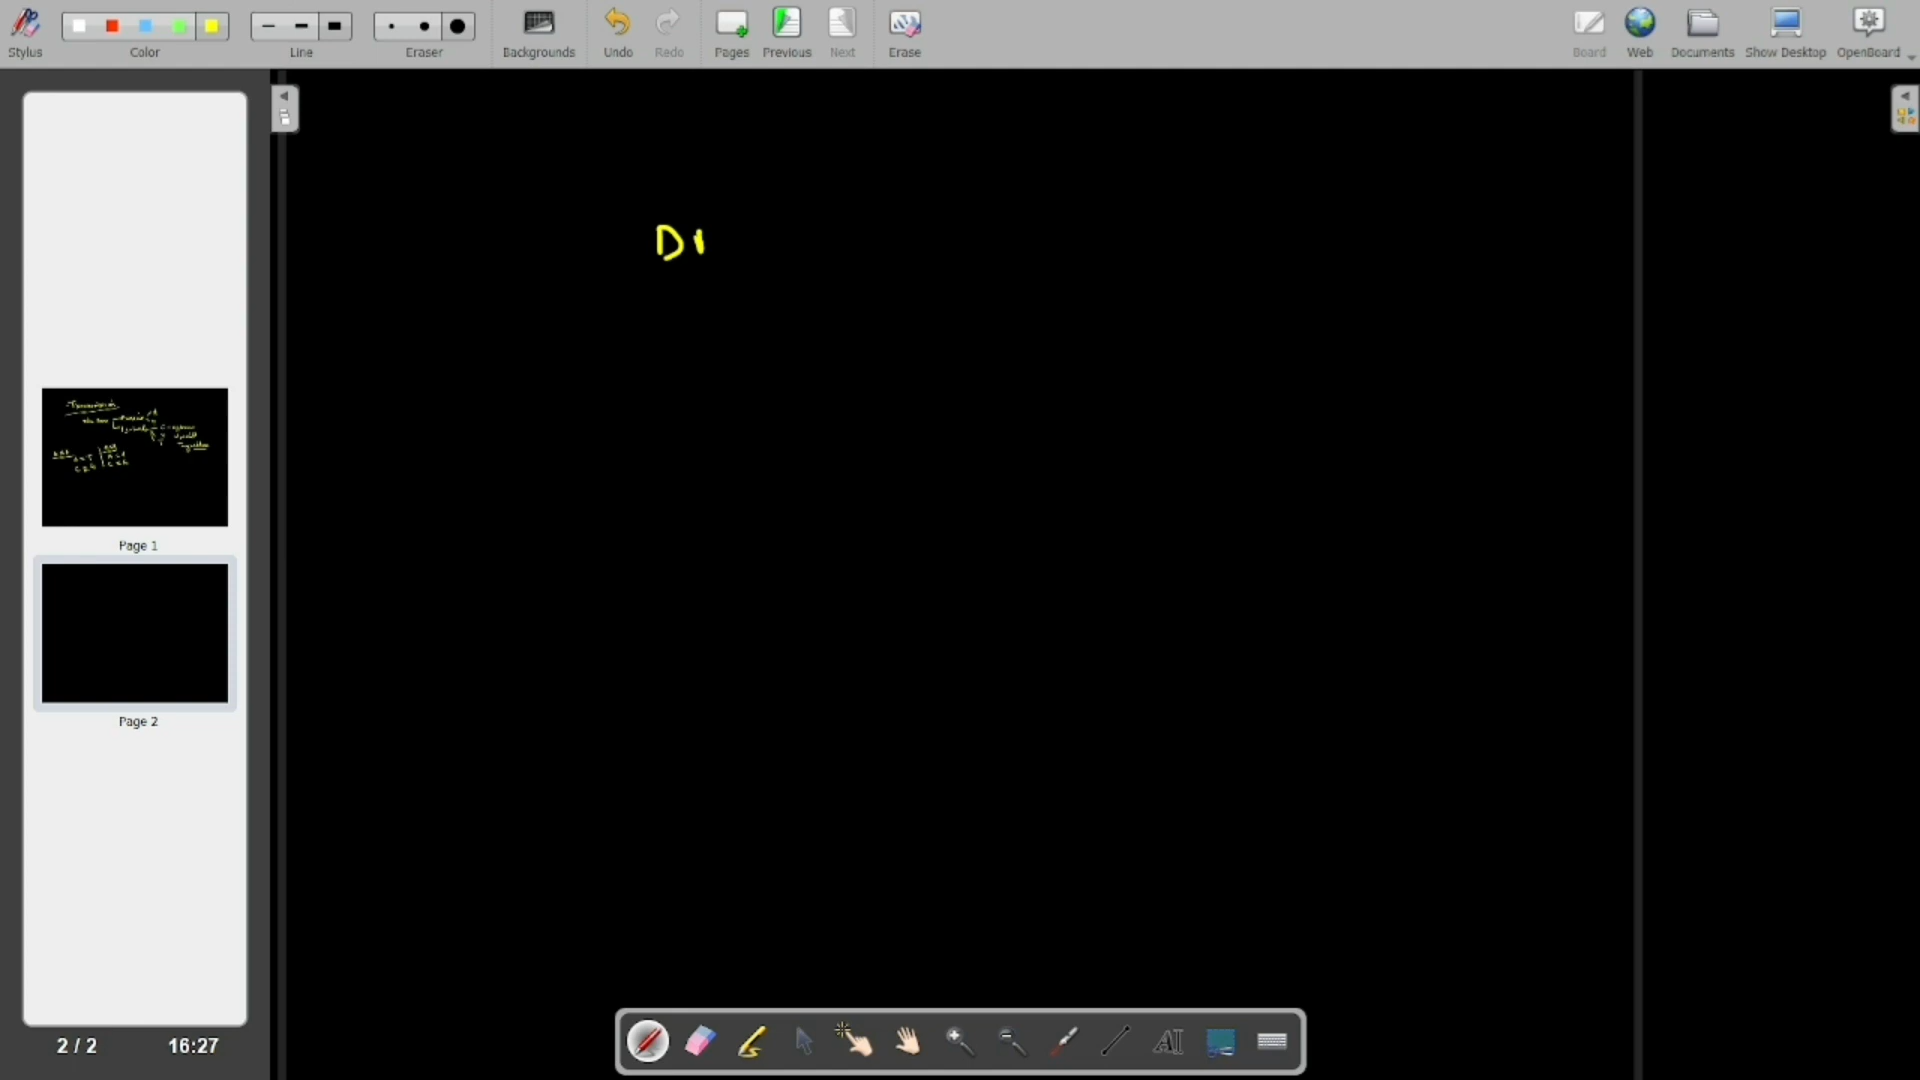 Stylus Color Line Eraser Backgrounds Undo Redo Pages Previous Next Erase Board Web Documents Show Desktop OpenBoard
Page 1
Page 2
2 / 2 16:27